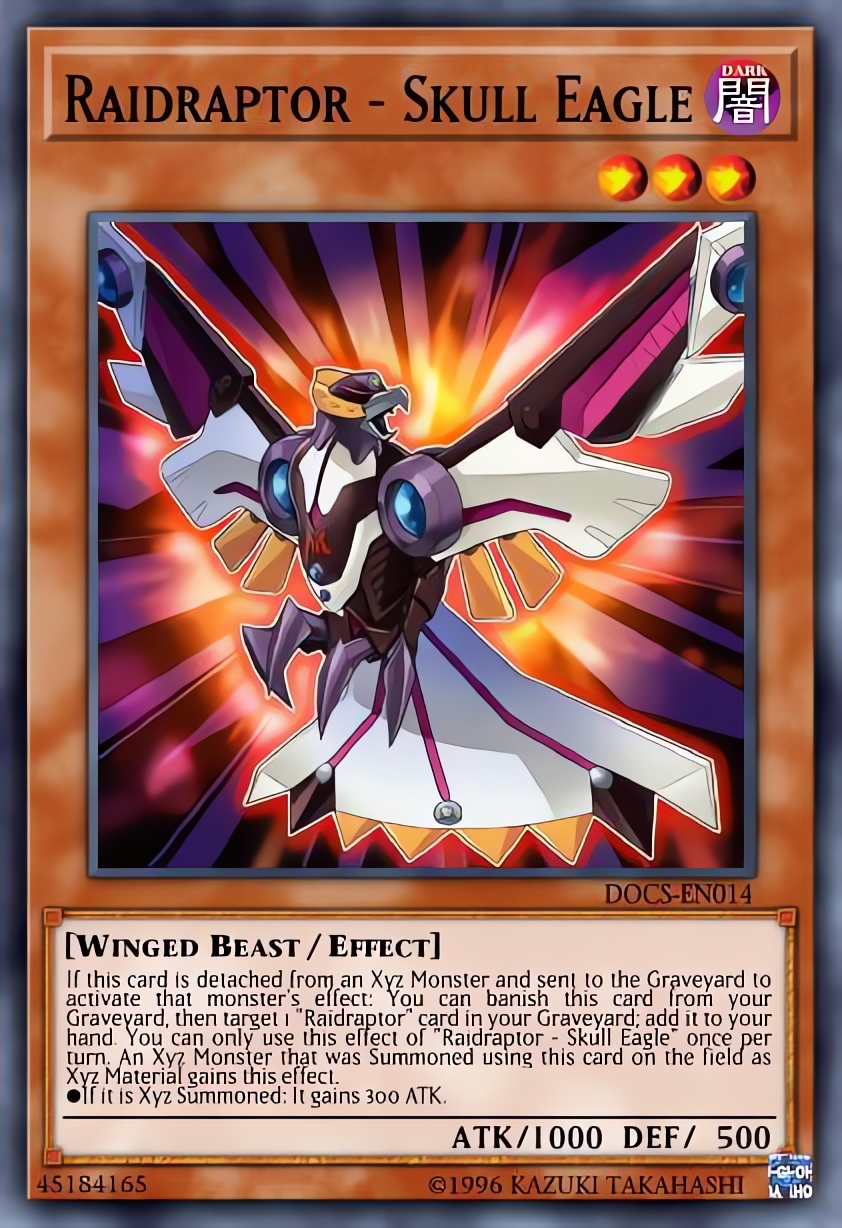 Raidraptor - Skull Eagle
DARK
闇
DOCS-EN014
[Winged Beast / Effect]
If this card is detached from an Xyz Monster and sent to the Graveyard to
activate that monster's effect: You can banish this card from your
Graveyard, then target 1 "Raidraptor" card in your Graveyard; add it to your
hand. You can only use this effect of "Raidraptor - Skull Eagle" once per
turn. An Xyz Monster that was Summoned using this card on the field as
Xyz Material gains this effect.
●If it is Xyz Summoned: It gains 300 ATK.
ATK/1000 DEF/ 500
45184165
©1996 KAZUKI TAKAHASHI